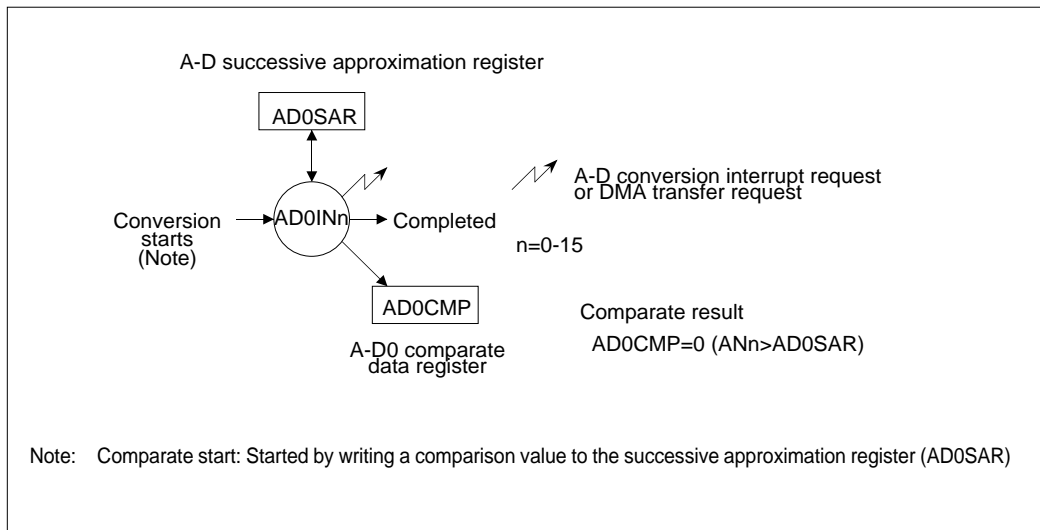 A-D successive approximation register
AD0SAR
A-D conversion interrupt request
or DMA transfer request
Conversion
starts
(Note)
AD0INn
Completed
n=0-15
AD0CMP
A-D0 comparate
data register
Comparate result
AD0CMP=0 (ANn>AD0SAR)
Note: Comparate start: Started by writing a comparison value to the successive approximation register (AD0SAR)